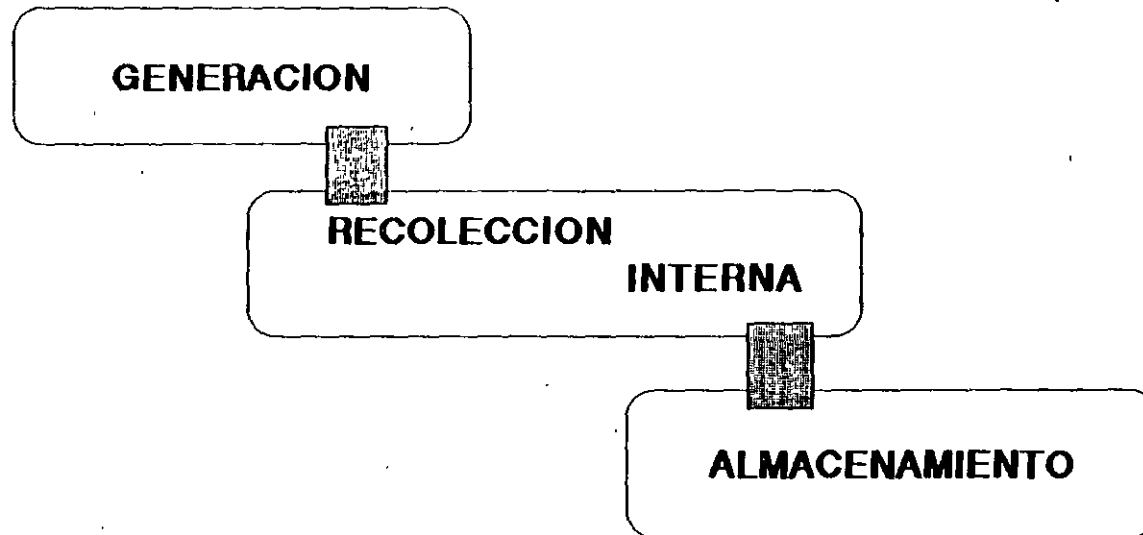 GENERACION
RECOLECCION
INTERNA
ALMACENAMIENTO